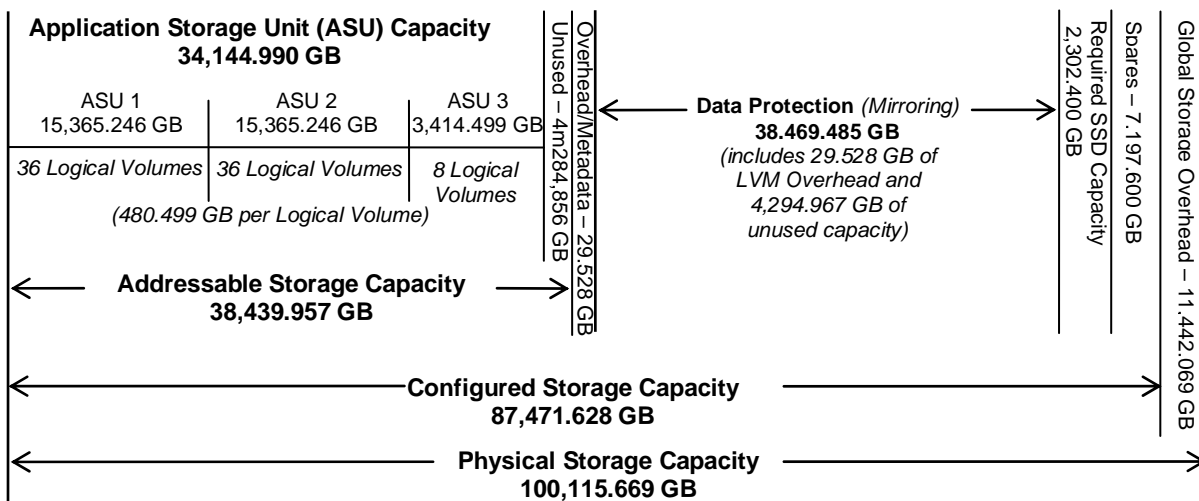 Application Storage Unit (ASU) Capacity
34,144.990 GB
ASU 1
15,365.246 GB
ASU 2
15,365.246 GB
ASU 3
3,414.499 GB
36 Logical Volumes
36 Logical Volumes
8 Logical
Volumes
(480.499 GB per Logical Volume)
Unused – 4m284,856 GB
Overhead/Metadata – 29.528 GB
Data Protection (Mirroring)
38.469.485 GB
(includes 29.528 GB of
LVM Overhead and
4,294.967 GB of
unused capacity)
Required SSD Capacity
2,302.400 GB
Spares – 7.197.600 GB
Global Storage Overhead – 11.442.069 GB
Addressable Storage Capacity
38,439.957 GB
Configured Storage Capacity
87,471.628 GB
Physical Storage Capacity
100,115.669 GB